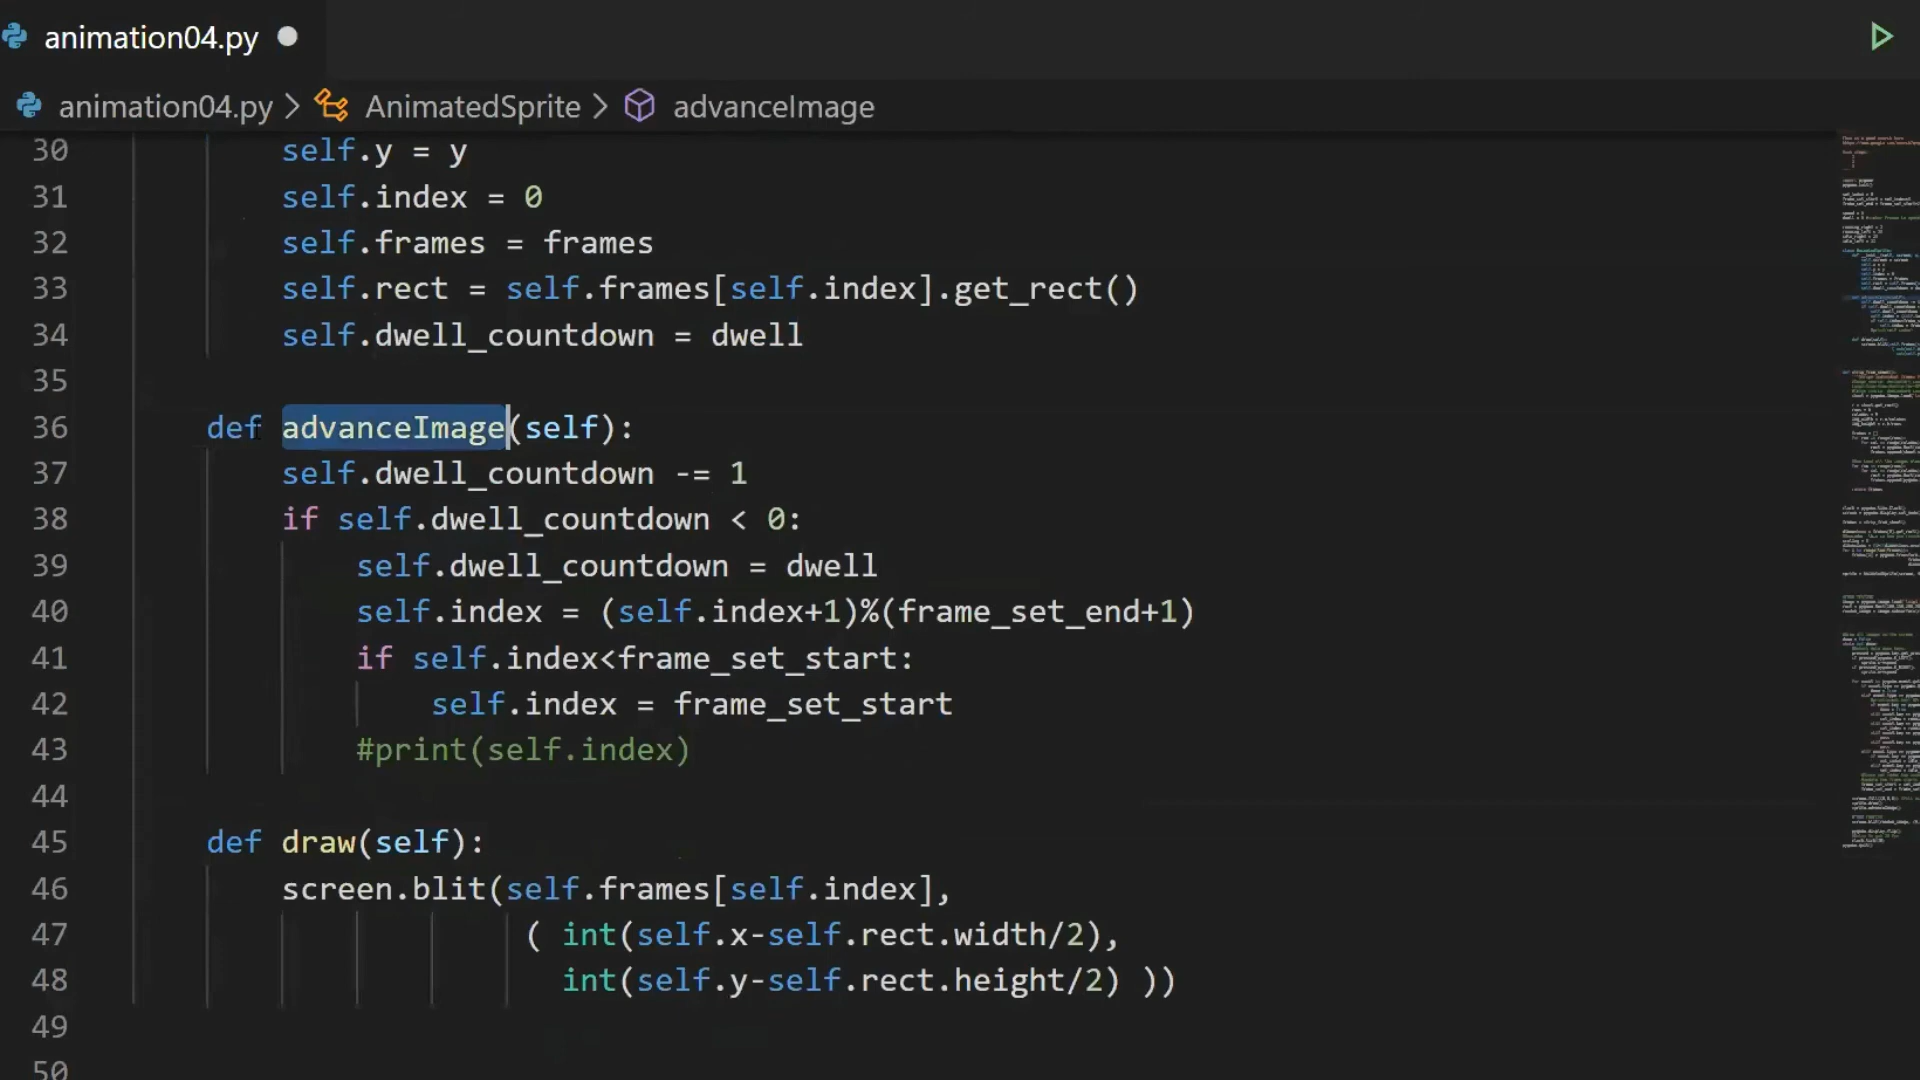 animation04.py
animation04.py > AnimatedSprite > advanceImage
30 self.y = y
31 self.index = 0
32 self.frames = frames
33 self.rect = self.frames[self.index].get_rect()
34 self.dwell_countdown = dwell
35
36 def advanceImage(self):
37 self.dwell_countdown -= 1
38 if self.dwell_countdown < 0:
39 self.dwell_countdown = dwell
40 self.index = (self.index+1)%(frame_set_end+1)
41 if self.index<frame_set_start:
42 self.index = frame_set_start
43 #print(self.index)
44
45 def draw(self):
46 screen.blit(self.frames[self.index],
47 ( int(self.x-self.rect.width/2),
48 int(self.y-self.rect.height/2) ))
49
50